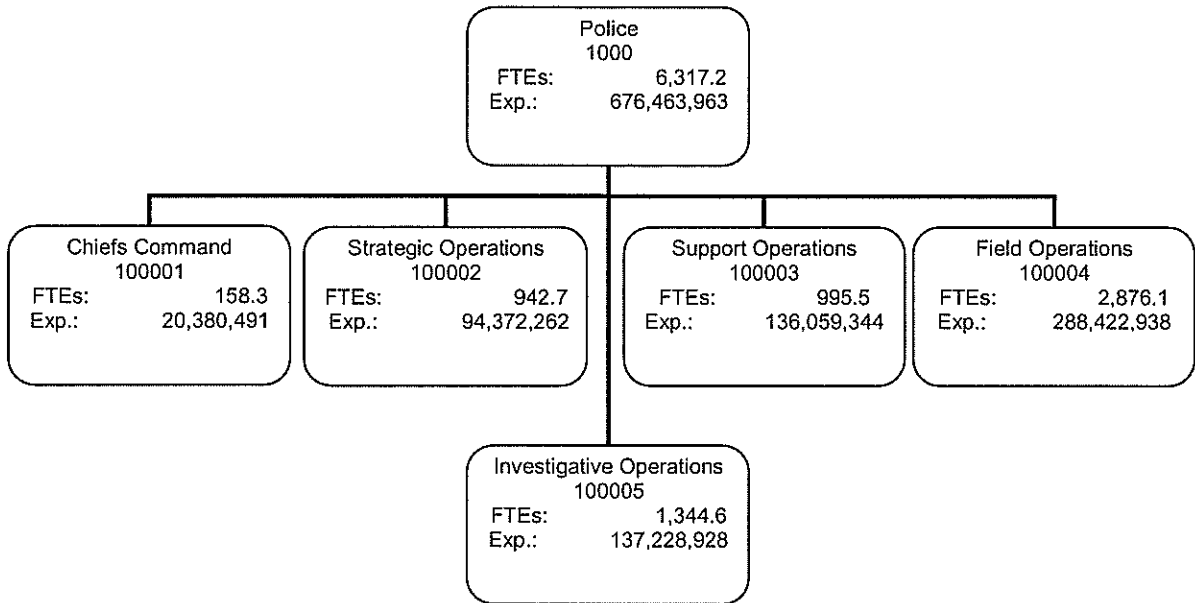 Police
1000
FTEs: 6,317.2
Exp.: 676,463,963
Chiefs Command
100001
FTEs: 158.3
Exp.: 20,380,491
Strategic Operations
100002
FTEs: 942.7
Exp.: 94,372,262
Support Operations
100003
FTEs: 995.5
Exp.: 136,059,344
Field Operations
100004
FTEs: 2,876.1
Exp.: 288,422,938
Investigative Operations
100005
FTEs: 1,344.6
Exp.: 137,228,928